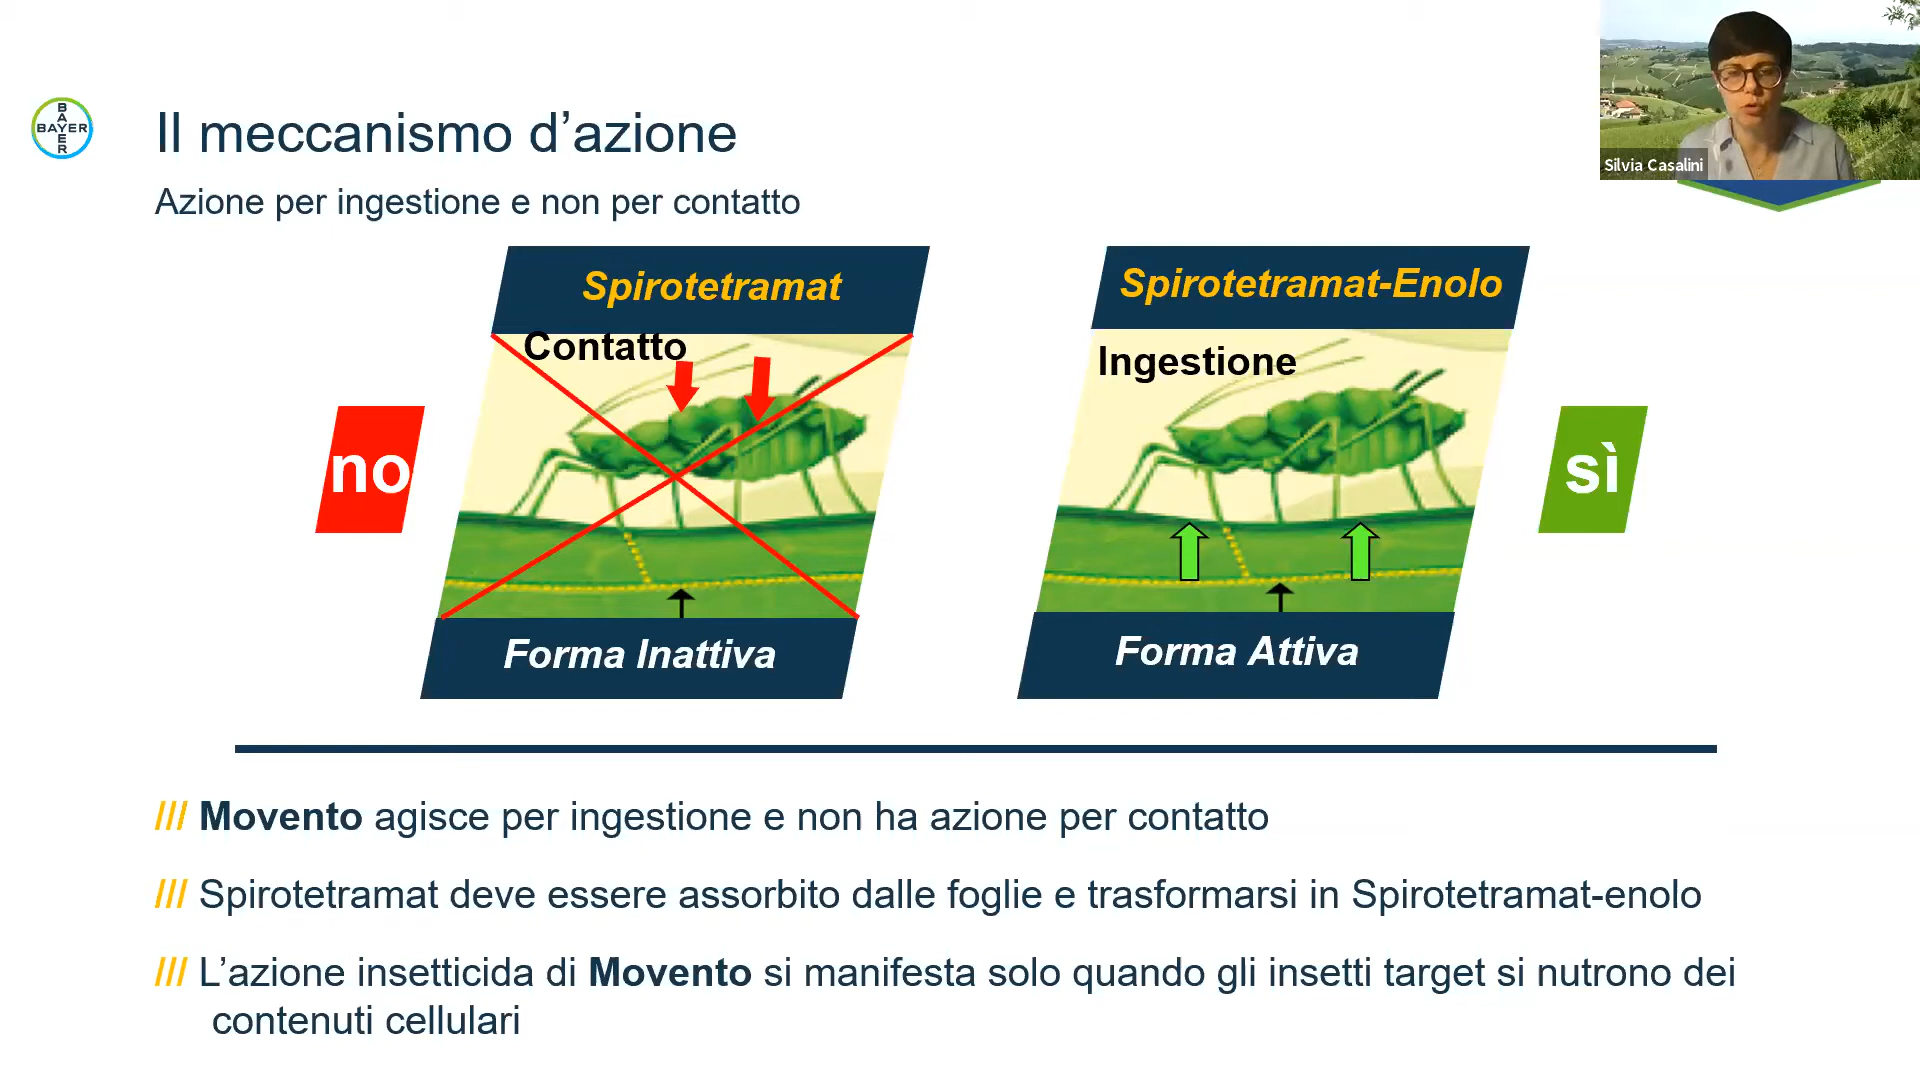 BAYER
BAYER
Il meccanismo d’azione
Azione per ingestione e non per contatto
Silvia Casalini
Spirotetramat
Contatto
no
Forma Inattiva
Spirotetramat-Enolo
Ingestione
sì
Forma Attiva
/// Movento agisce per ingestione e non ha azione per contatto
/// Spirotetramat deve essere assorbito dalle foglie e trasformarsi in Spirotetramat-enolo
/// L’azione insetticida di Movento si manifesta solo quando gli insetti target si nutrono dei
contenuti cellulari